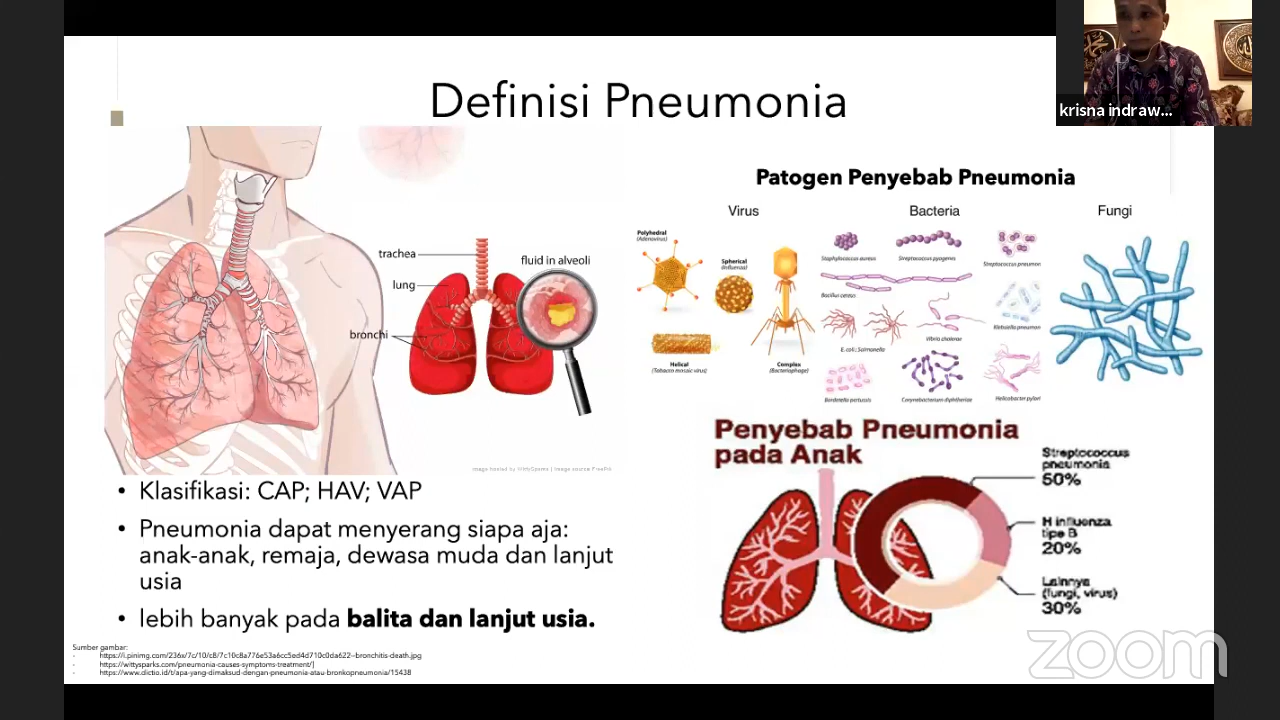 Definisi Pneumonia
krisna indraw...
trachea
lung
bronchi
fluid in alveoli
• Klasifikasi: CAP; HAV; VAP
• Pneumonia dapat menyerang siapa aja:
anak-anak, remaja, dewasa muda dan lanjut
usia
• lebih banyak pada balita dan lanjut usia.
Patogen Penyebab Pneumonia
Virus
Bacteria
Fungi
Polyhedral
(Adenovirus)
Spherical
(Influenza)
Helical
(Tobacco mosaic virus)
Complex
(Bacteriophage)
Staphylococcus aureus
Streptococcus pyogenes
Streptococcus pneumon
Bacillus cereus
Klebsiella pneumon
E. coli; Salmonella
Vibrio cholerae
Bordetella pertussis
Corynebacterium diphtheriae
Helicobacter pylori
Penyebab Pneumonia
pada Anak
Streptococcus
pneumonia
50%
H influenza
tipe B
20%
Lainnya
(fungi, virus)
30%
Sumber gambar:
- https://i.pinimg.com/236x/7c/10/c8/7c10c8a776e53a6cc5ed4d710c0da622--bronchitis-death.jpg
- https://wittysparks.com/pneumonia-causes-symptoms-treatment/]
- https://www.dictio.id/t/apa-yang-dimaksud-dengan-pneumonia-atau-bronkopneumonia/15438
zoom